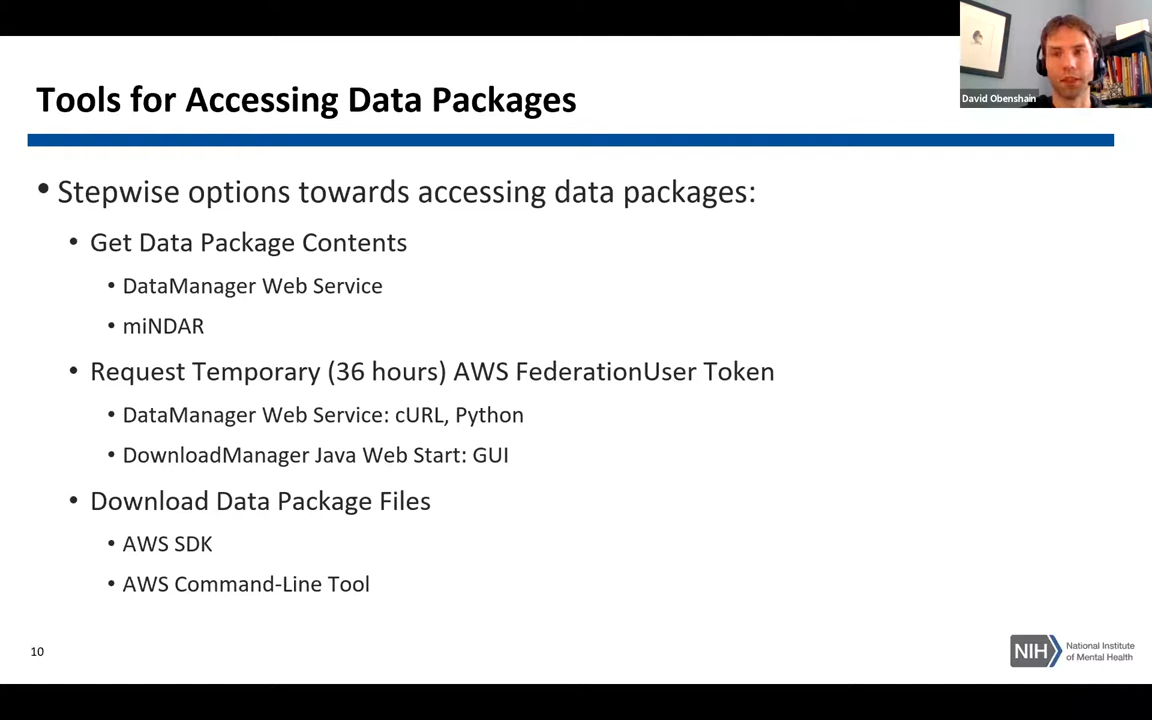 David Obenshain
Tools for Accessing Data Packages
• Stepwise options towards accessing data packages:
• Get Data Package Contents
• DataManager Web Service
• miNDAR
• Request Temporary (36 hours) AWS FederationUser Token
• DataManager Web Service: cURL, Python
• DownloadManager Java Web Start: GUI
• Download Data Package Files
• AWS SDK
• AWS Command-Line Tool
10
NIH
National Institute
of Mental Health